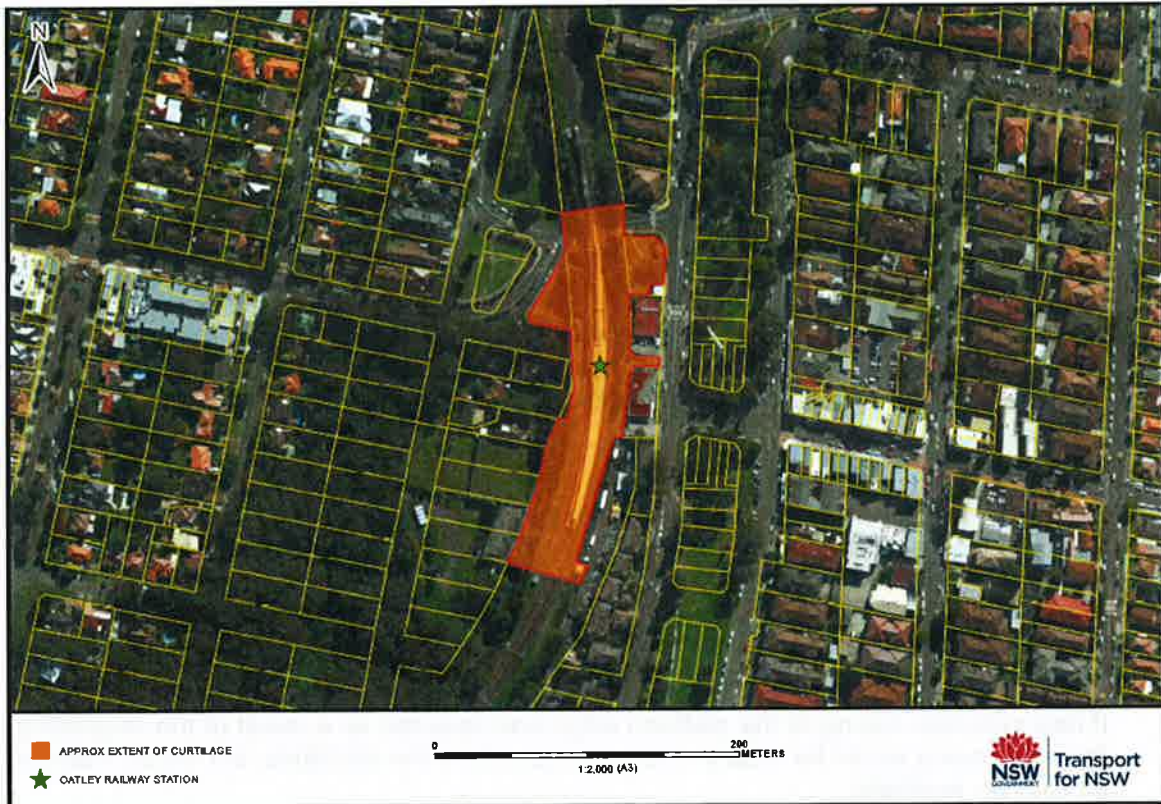 N
APPROX EXTENT OF CURTILAGE
OATLEY RAILWAY STATION
0 200
METERS
1:2,000 (A3)
NSW
GOVERNMENT
Transport
for NSW